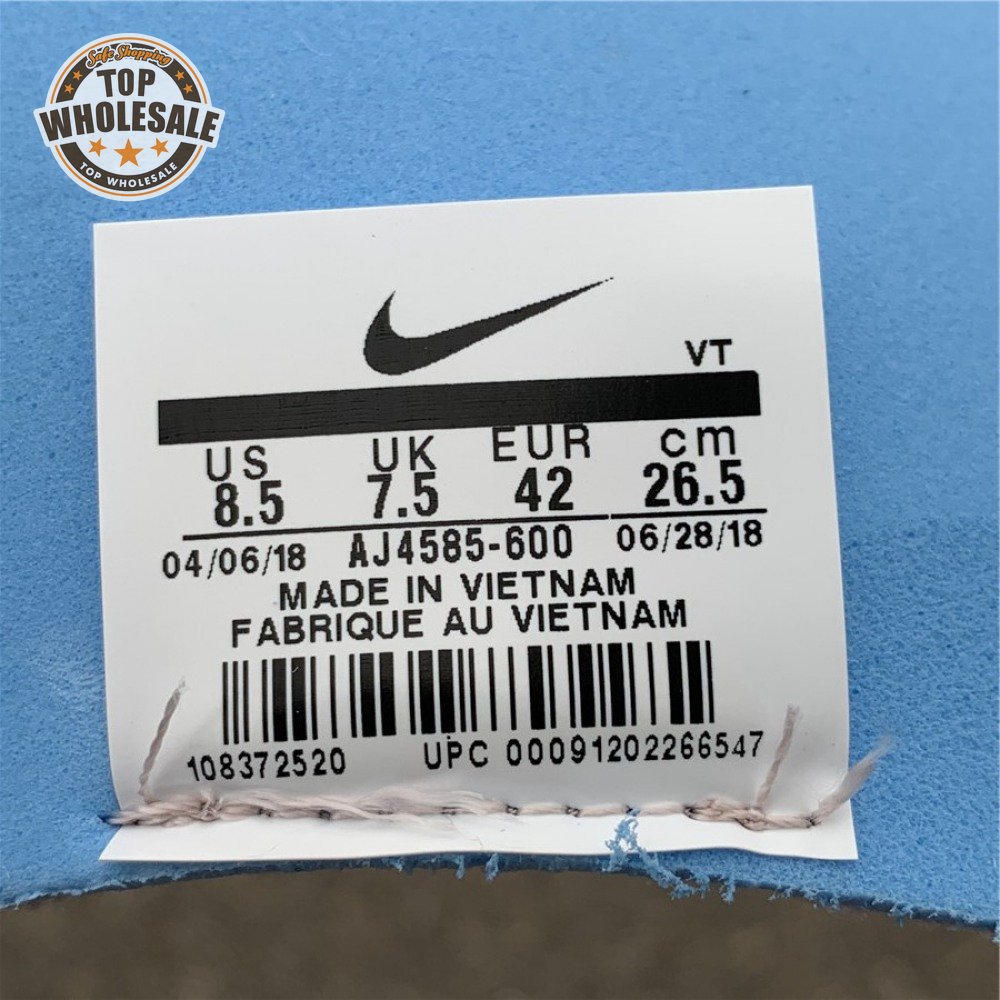 Safe Shopping
TOP
WHOLESALE
TOP WHOLESALE
VT
US UK EUR cm
8.5 7.5 42 26.5
04/06/18 AJ4585-600 06/28/18
MADE IN VIETNAM
FABRIQUE AU VIETNAM
108372520 UPC 00091202266547